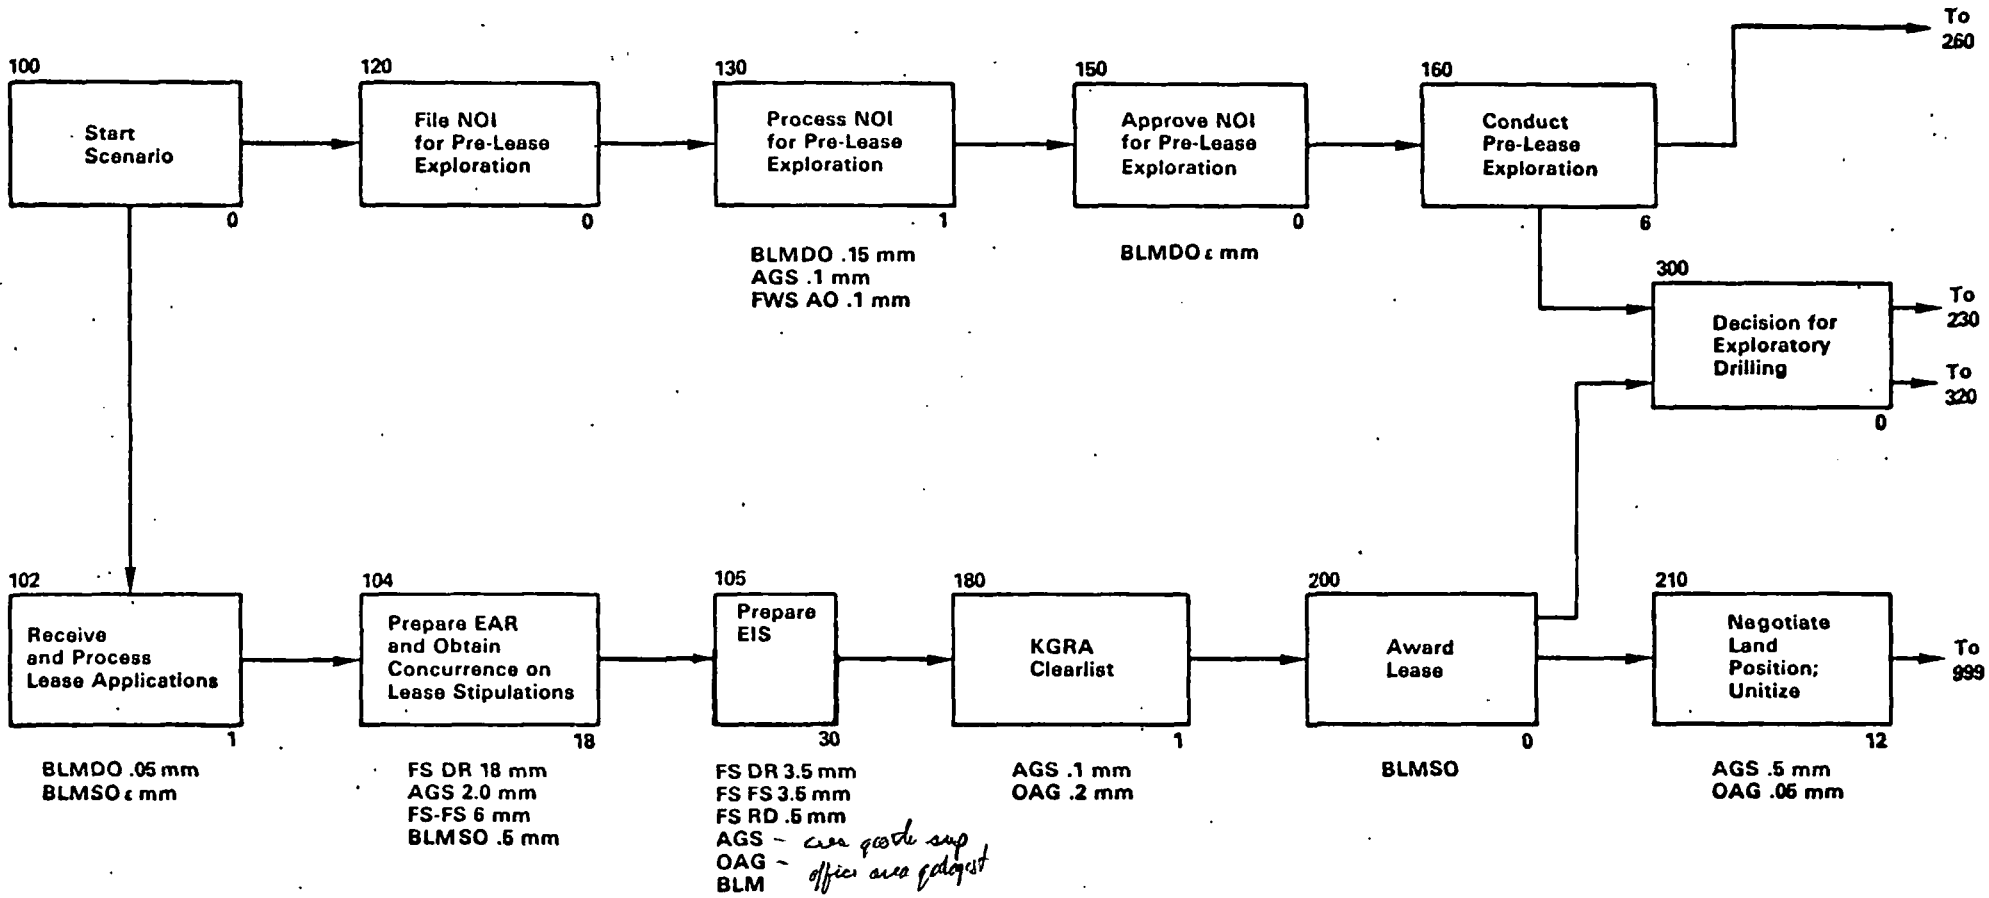 To
260
100
Start
Scenario
0
120
File NOI
for Pre-Lease
Exploration
0
130
Process NOI
for Pre-Lease
Exploration
1
BLMDO .15 mm
AGS .1 mm
FWS AO .1 mm
150
Approve NOI
for Pre-Lease
Exploration
0
BLMDO ε mm
160
Conduct
Pre-Lease
Exploration
6
300
Decision for
Exploratory
Drilling
0
To
230
To
320
102
Receive
and Process
Lease Applications
1
BLMDO .05 mm
BLMSO ε mm
104
Prepare EAR
and Obtain
Concurrence on
Lease Stipulations
18
FS DR 18 mm
AGS 2.0 mm
FS-FS 6 mm
BLMSO .5 mm
105
Prepare
EIS
30
FS DR 3.5 mm
FS FS 3.5 mm
FS RD .5 mm
AGS - sup
OAG - office area
BLM
180
KGRA
Clearlist
1
AGS .1 mm
OAG .2 mm
200
Award
Lease
0
BLMSO
210
Negotiate
Land
Position;
Unitize
12
AGS .5 mm
OAG .05 mm
To
999